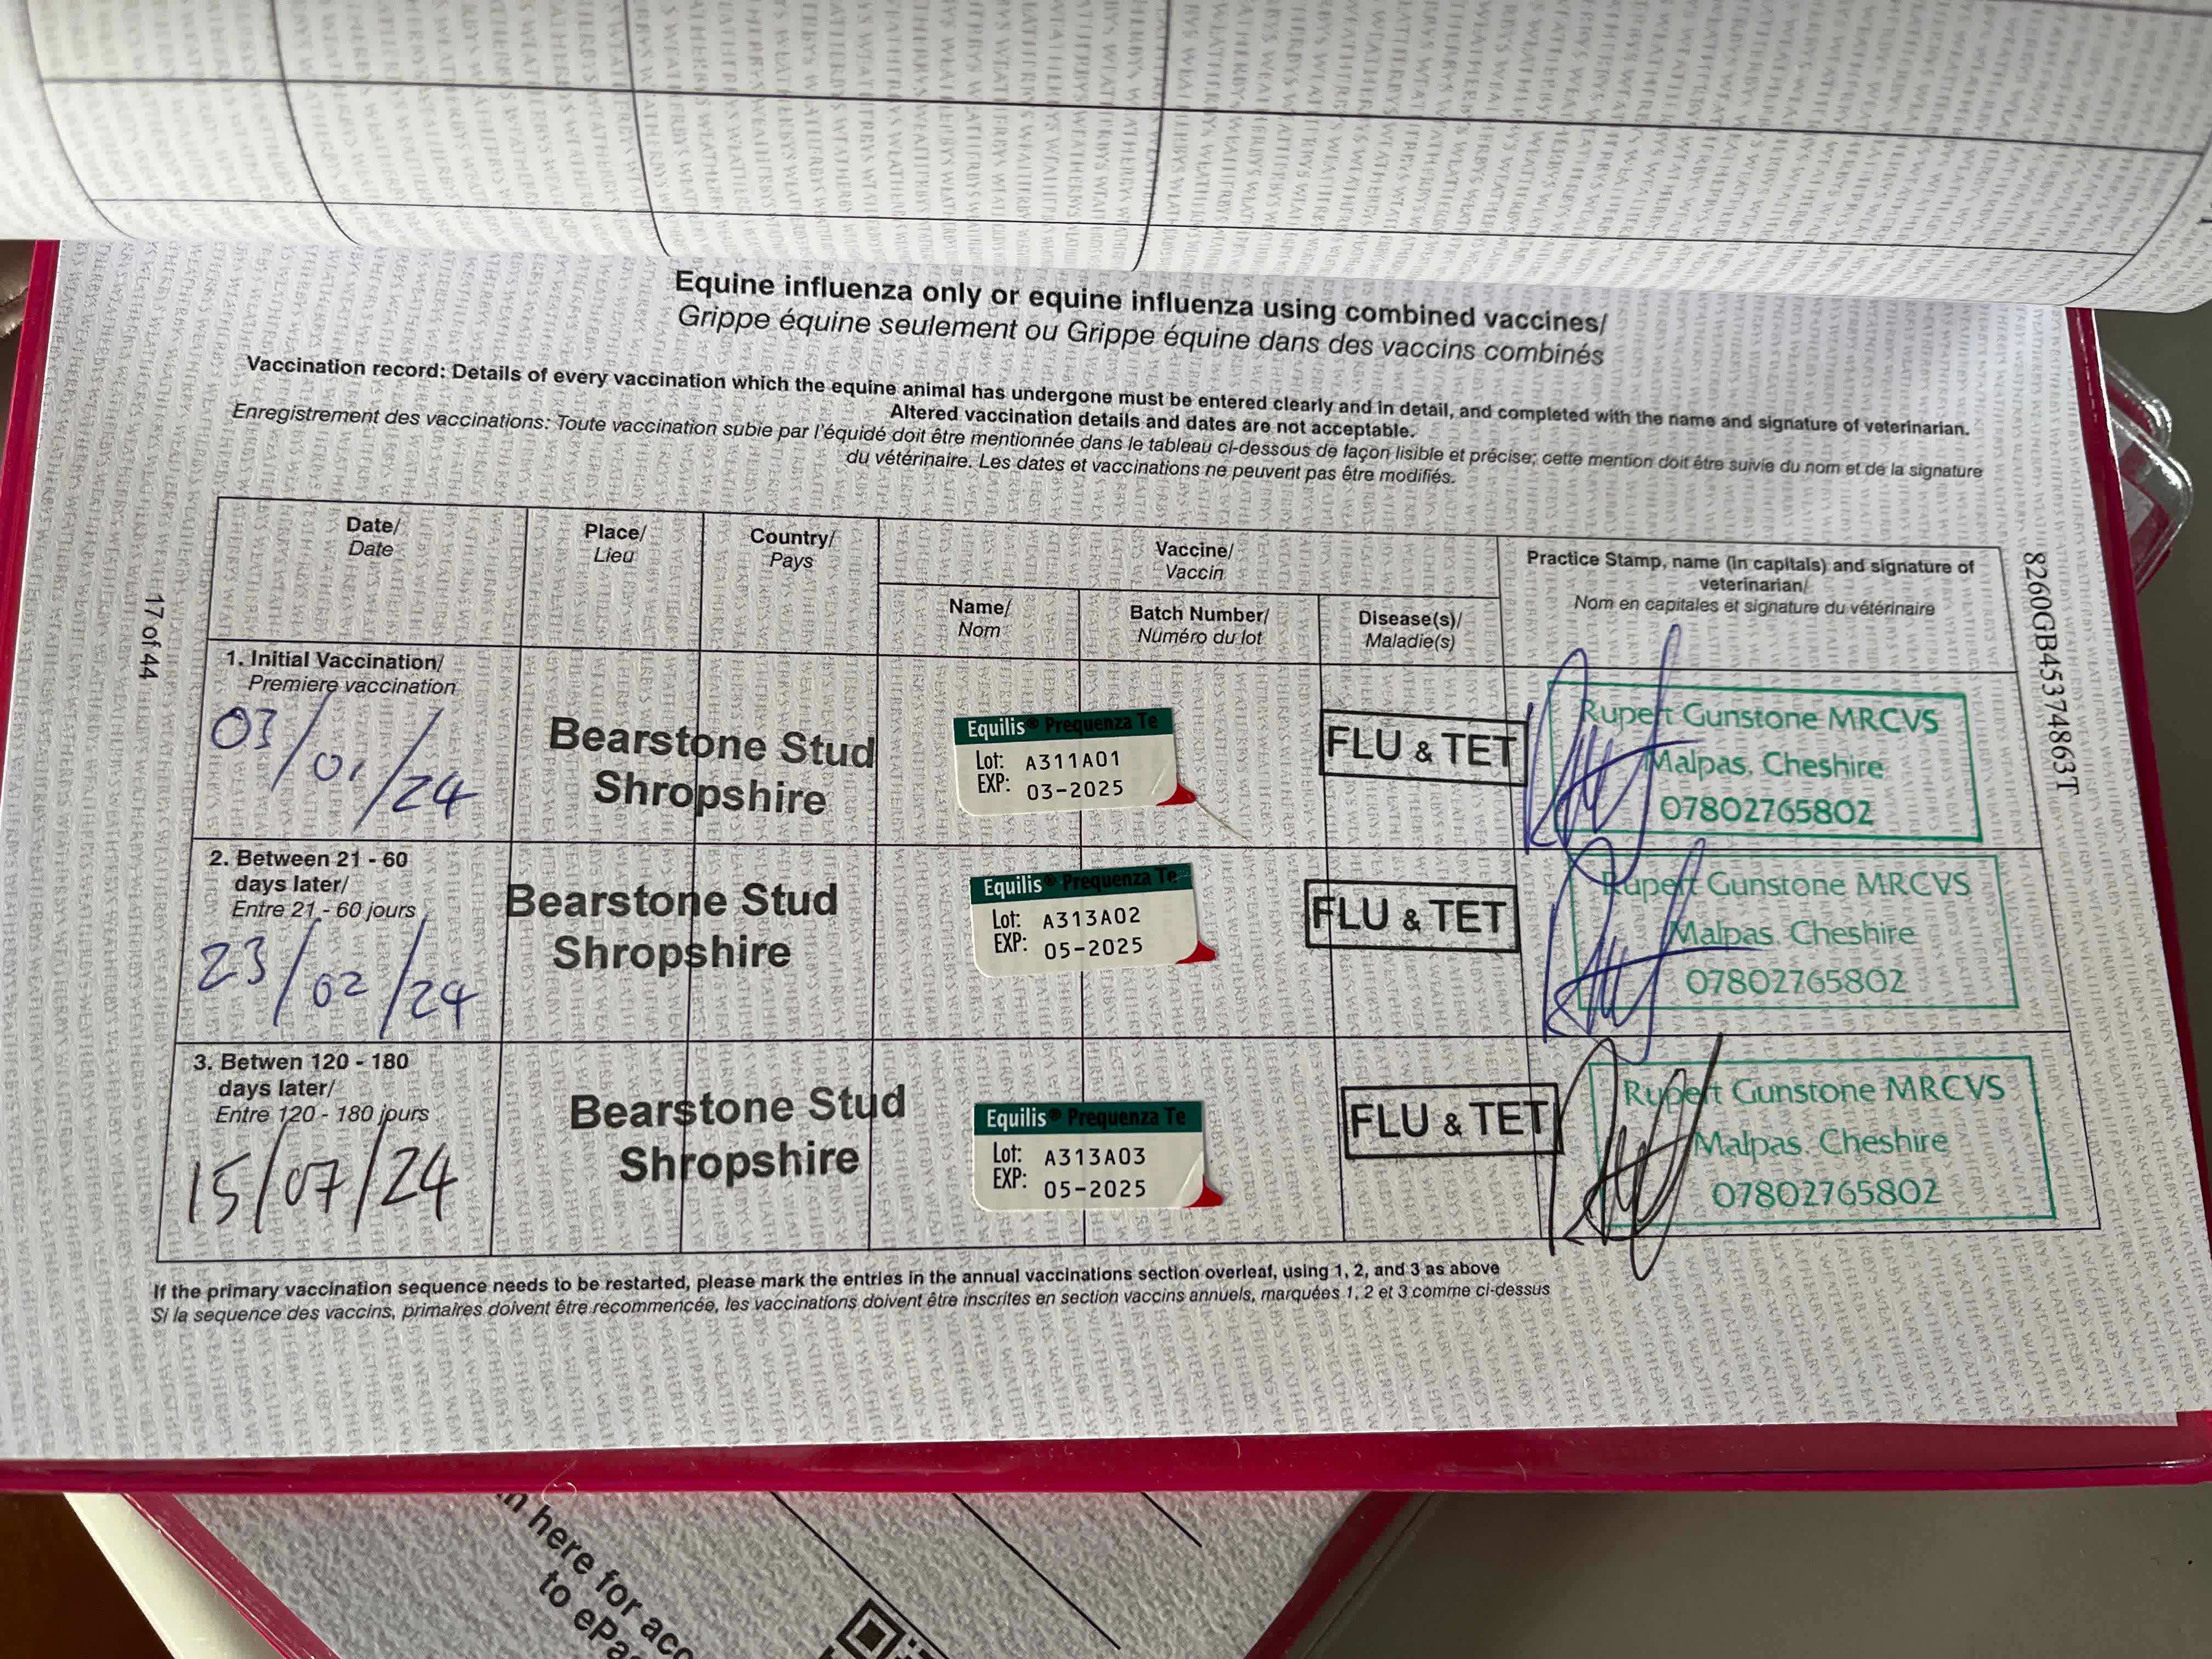 Equine influenza only or equine influenza using combined vaccines/
Grippe équine seulement ou Grippe équine dans des vaccins combinés
Vaccination record: Details of every vaccination which the equine animal has undergone must be entered clearly and in detail, and completed with the name and signature of veterinarian.
Altered vaccination details and dates are not acceptable.
Enregistrement des vaccinations: Toute vaccination subie par l'équidé doit être mentionnée dans le tableau ci-dessous de façon lisible et précise; cette mention doit être suivie du nom et de la signature
du vétérinaire. Les dates et vaccinations ne peuvent pas être modifiés.
Date/
Date
Place/
Lieu
Country/
Pays
Vaccine/
Vaccin
Name/
Nom
Batch Number/
Numéro du lot
Disease(s)/
Maladie(s)
Practice Stamp, name (in capitals) and signature of
veterinarian/
Nom en capitales et signature du vétérinaire
1. Initial Vaccination/
Premiere vaccination
03/01/24
Bearstone Stud
Shropshire
Equilis® Prequenza Te
Lot: A311A01
EXP: 03-2025
FLU & TET
Rupert Gunstone MRCVS
Malpas, Cheshire
07802765802
2. Between 21 - 60
days later/
Entre 21 - 60 jours
23/02/24
Bearstone Stud
Shropshire
Equilis® Prequenza Te
Lot: A313A02
EXP: 05-2025
FLU & TET
Rupert Gunstone MRCVS
Malpas, Cheshire
07802765802
3. Betwen 120 - 180
days later/
Entre 120 - 180 jours
15/07/24
Bearstone Stud
Shropshire
Equilis® Prequenza Te
Lot: A313A03
EXP: 05-2025
FLU & TET
Rupert Gunstone MRCVS
Malpas, Cheshire
07802765802
If the primary vaccination sequence needs to be restarted, please mark the entries in the annual vaccinations section overleaf, using 1, 2, and 3 as above
Si la sequence des vaccins, primaires doivent être recommencée, les vaccinations doivent être inscrites en section vaccins annuels, marquées 1, 2 et 3 comme ci-dessus
17 of 44
8260GB45374863T
WEATHERBYS
here for
to